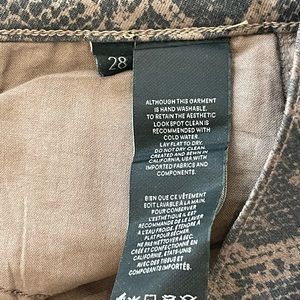 28
ALTHOUGH THIS GARMENT
IS HAND WASHABLE.
TO RETAIN THE AESTHETIC
LOOK SPOT CLEAN IS
RECOMMENDED WITH
COLD WATER.
LAY FLAT TO DRY.
DO NOT DRY CLEAN.
CREATED AND SEWN IN
CALIFORNIA, USA WITH
IMPORTED FABRICS AND
COMPONENTS.
BIEN QUE CE VÊTEMENT
SOIT LAVABLE À LA MAIN,
POUR CONSERVER
L'ESTHÉTIQUE IL EST
RECOMMANDÉ DE LE LAVER
À L'EAU FROIDE, ÉTENDRE À
PLAT POUR SÉCHER.
NE PAS NETTOYER À SEC.
CRÉÉ ET CONFECTIONNÉ
EN CALIFORNIE, USA
AVEC DES TISSUS ET
COMPOSANTS IMPORTÉS.